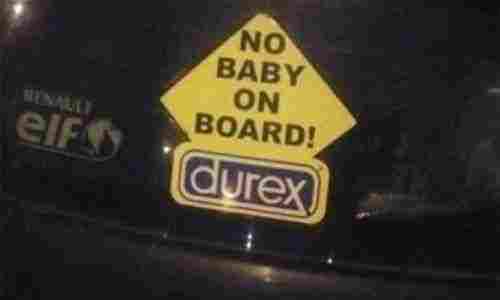 NO
BABY
ON
BOARD!
durex
RENAULT
elf